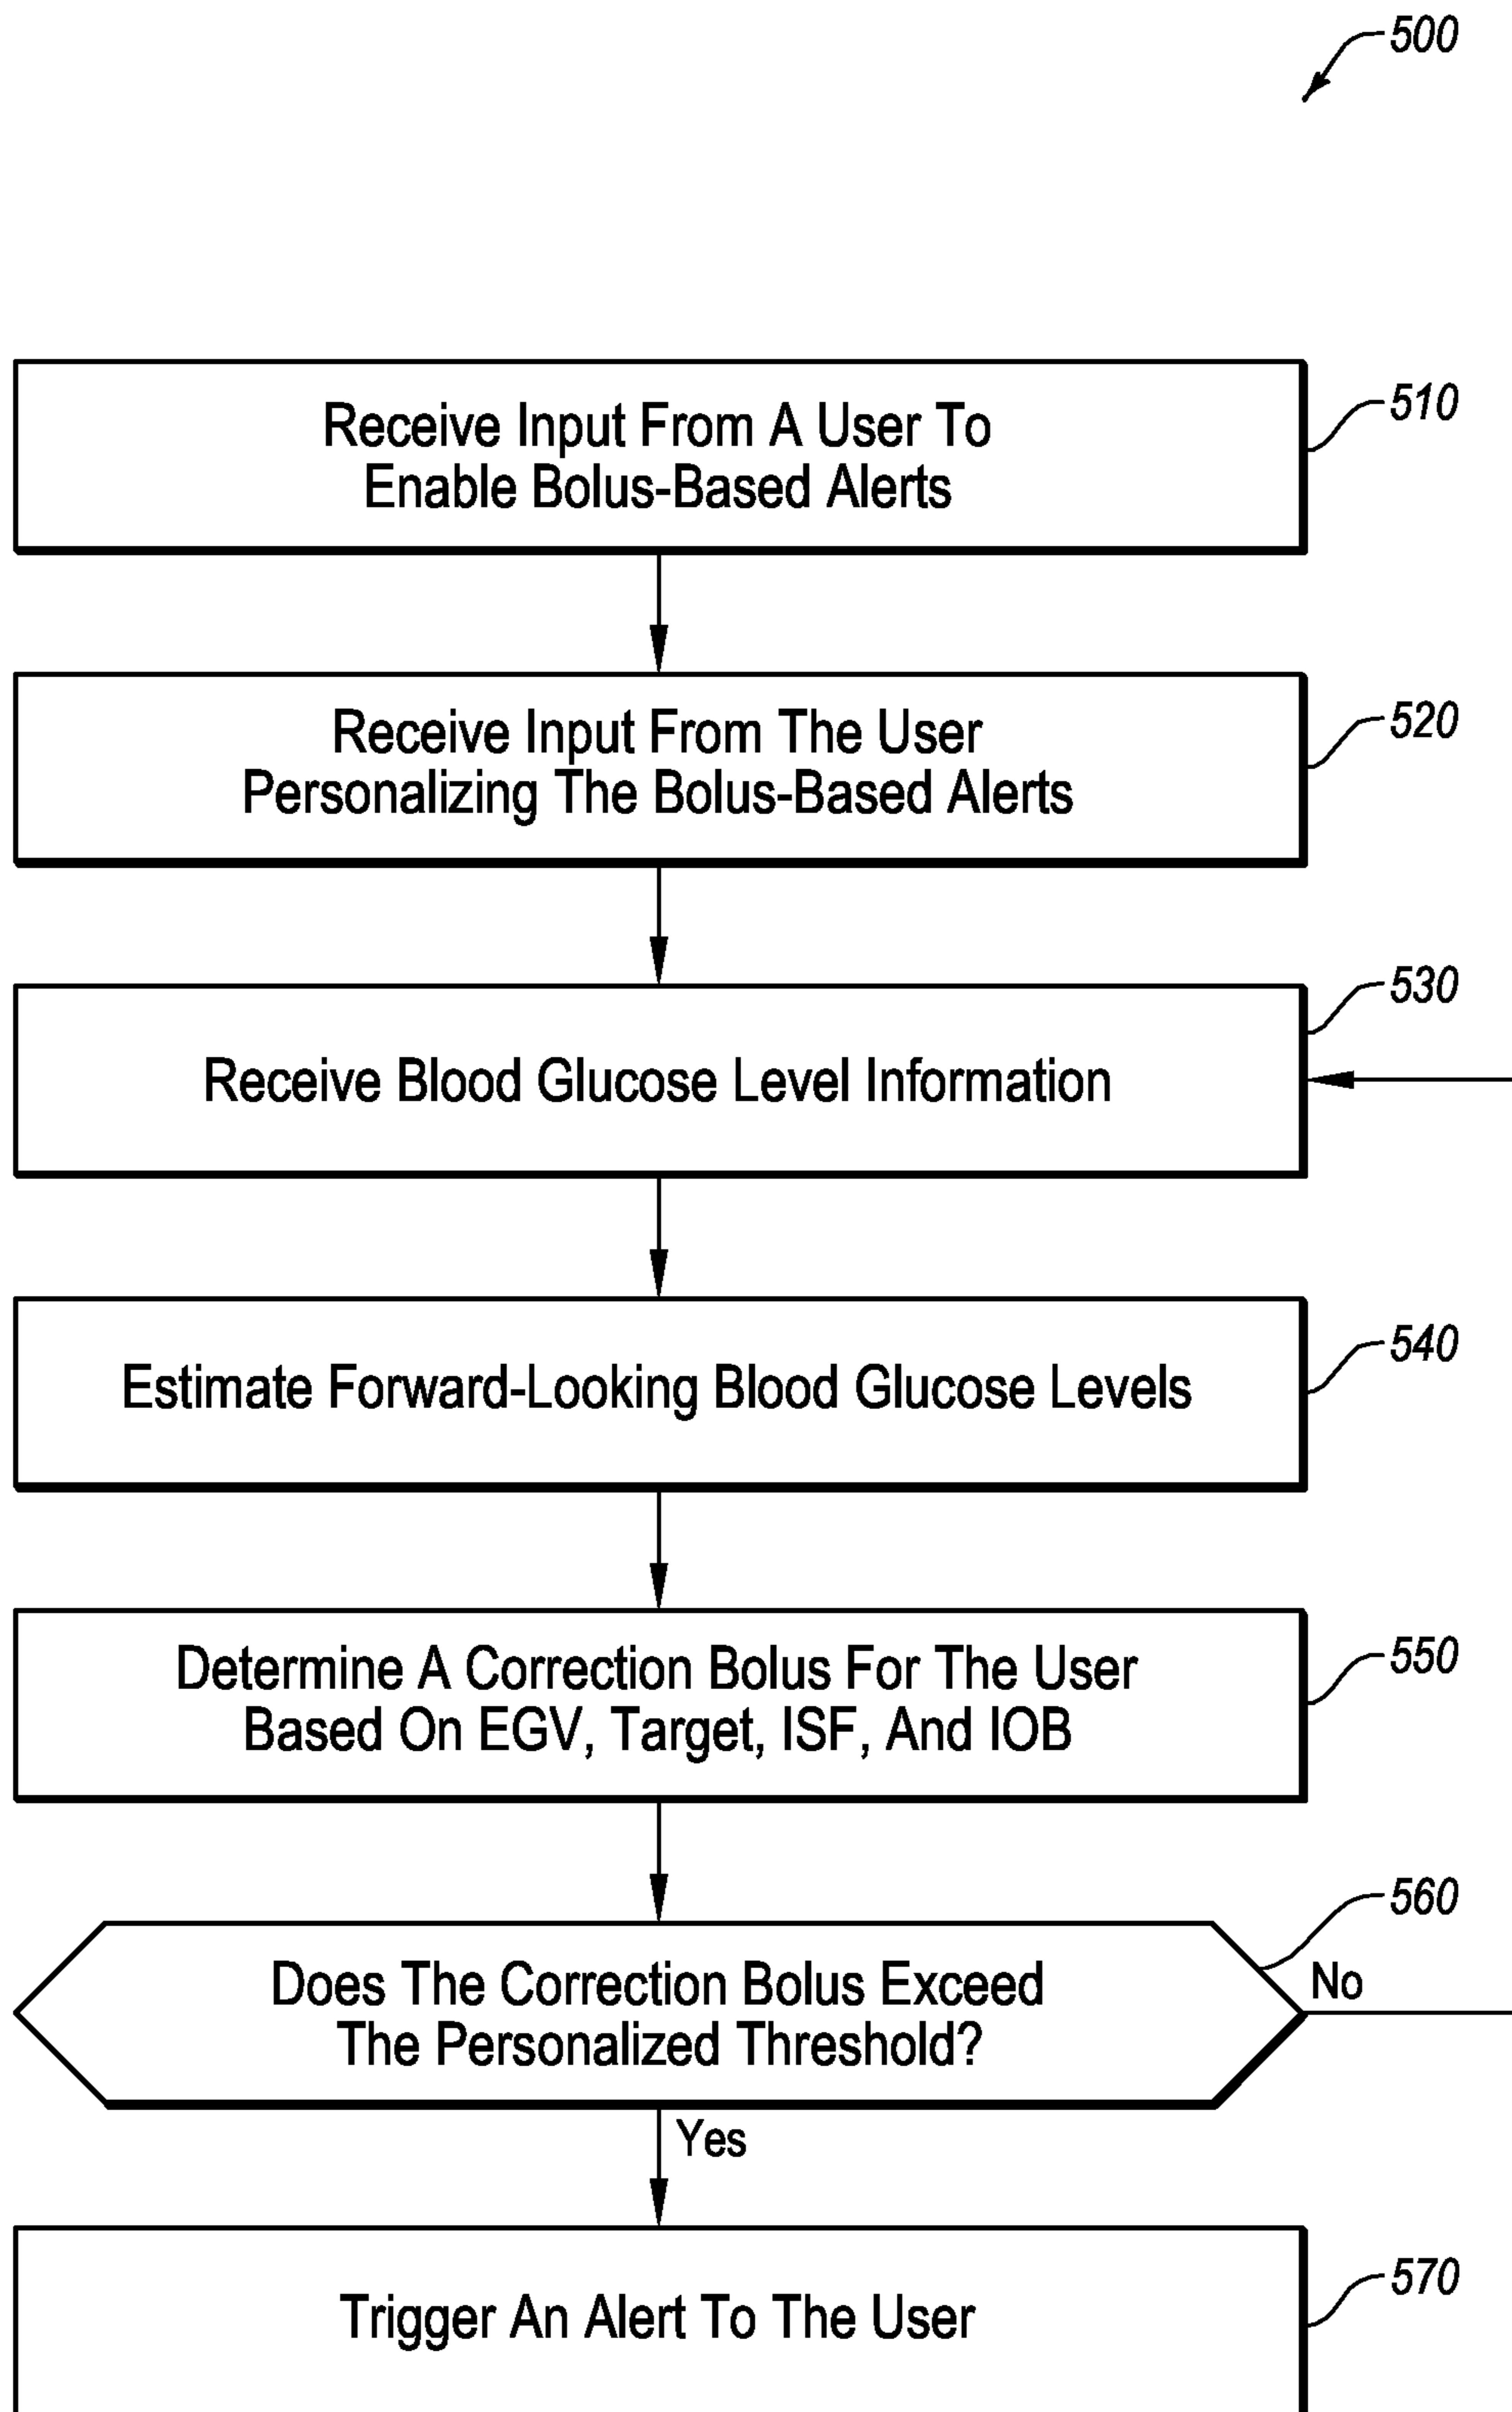 500
Receive Input From A User To
Enable Bolus-Based Alerts
510
Receive Input From The User
Personalizing The Bolus-Based Alerts
520
Receive Blood Glucose Level Information
530
Estimate Forward-Looking Blood Glucose Levels
540
Determine A Correction Bolus For The User
Based On EGV, Target, ISF, And IOB
550
Does The Correction Bolus Exceed
The Personalized Threshold?
560
No
Yes
Trigger An Alert To The User
570